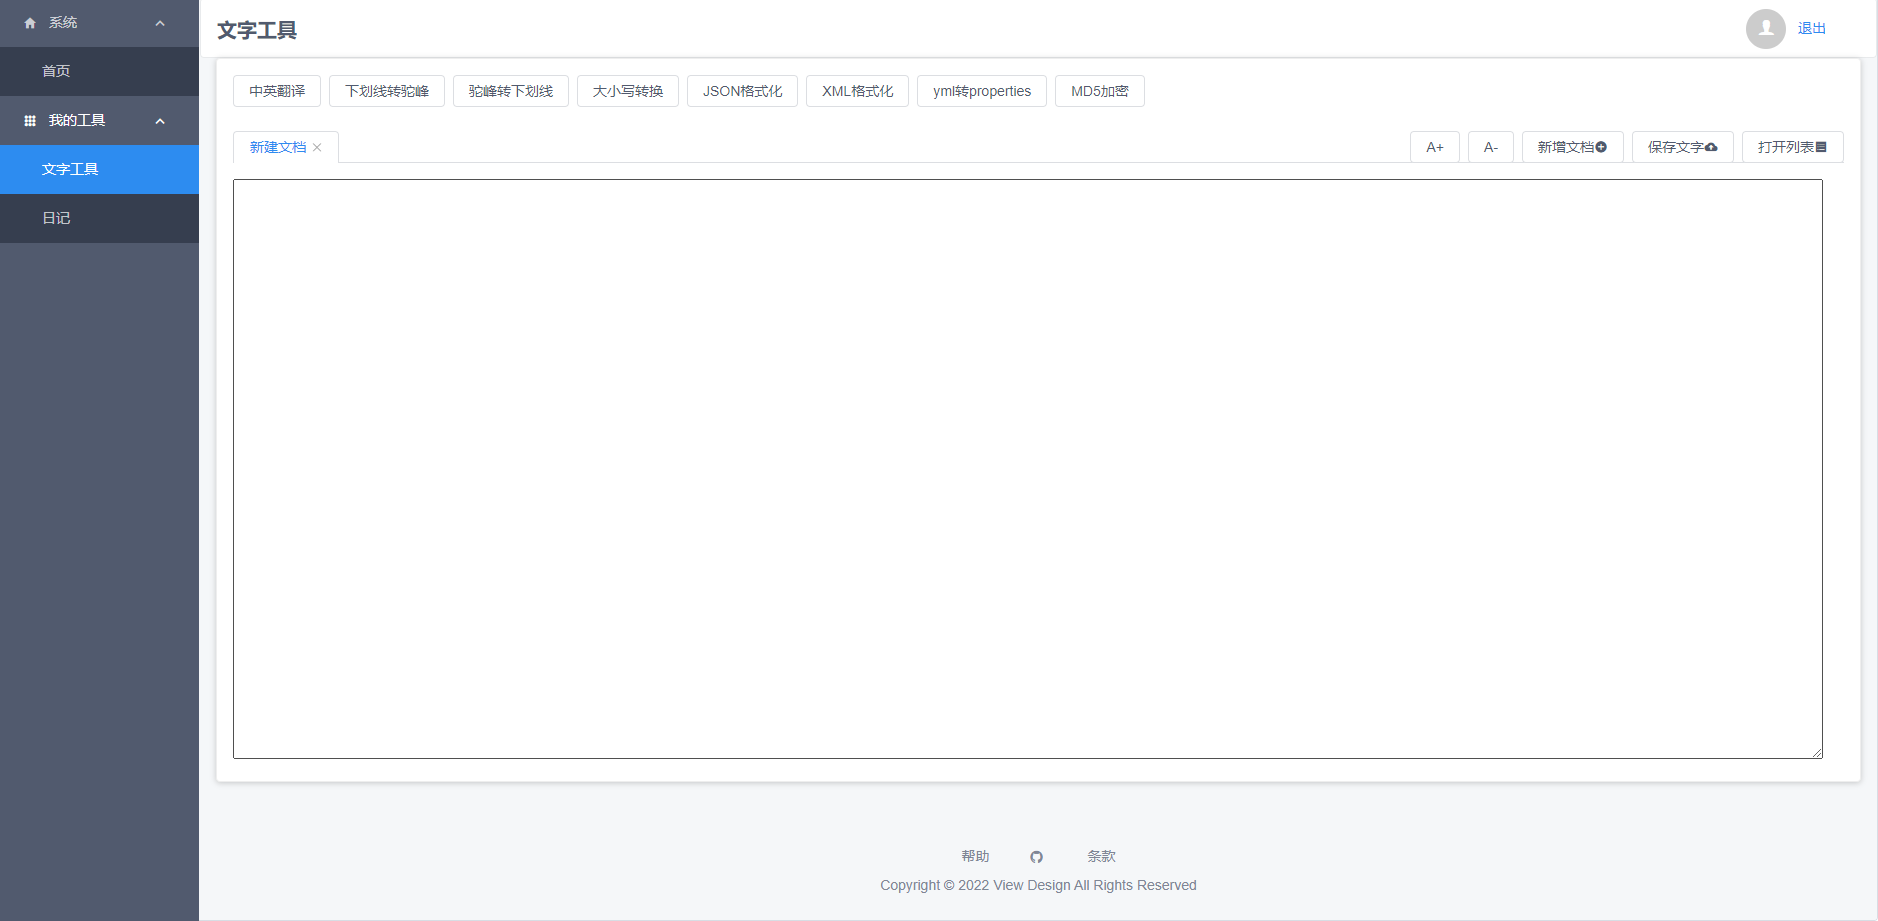 系统
首页
我的工具
文字工具
日记
文字工具
退出
中英翻译 下划线转驼峰 驼峰转下划线 大小写转换 JSON格式化 XML格式化 yml转properties MD5加密
新建文档 A+ A- 新增文档 保存文字 打开列表
帮助 条款
Copyright © 2022 View Design All Rights Reserved